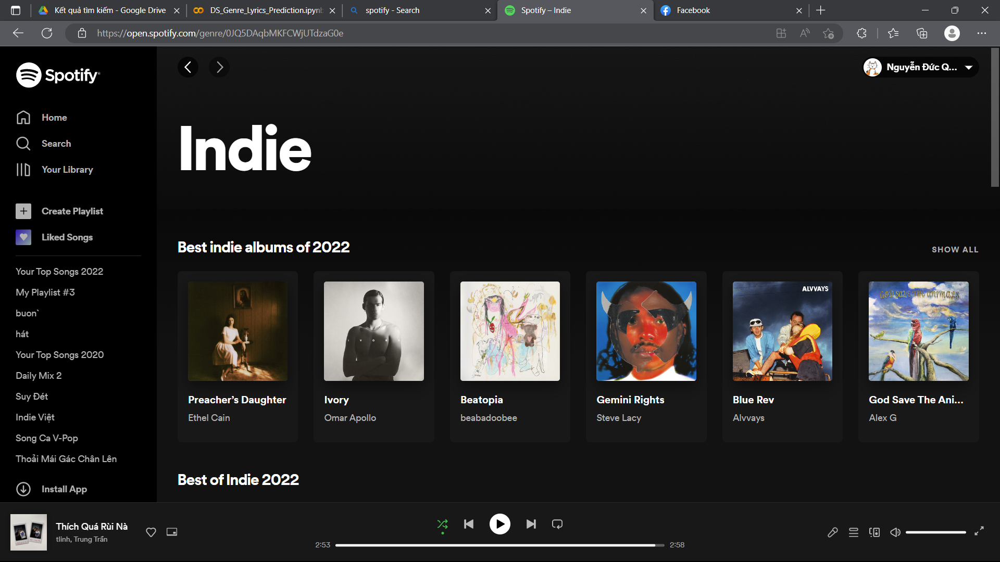 Kết quả tìm kiếm - Google Drive
DS_Genre_Lyrics_Prediction.ipynb
spotify - Search
Spotify – Indie
Facebook
https://open.spotify.com/genre/0JQ5DAqbMKFCWjUTdzaG0e
Spotify
Nguyễn Đức Q...
Home
Search
Your Library
Create Playlist
Liked Songs
Your Top Songs 2022
My Playlist #3
buon`
hát
Your Top Songs 2020
Daily Mix 2
Suy Đét
Indie Việt
Song Ca V-Pop
Thoải Mái Gác Chân Lên
Install App
Indie
Best indie albums of 2022
SHOW ALL
IVORY
ALVVAYS
GOD SAVE THE ANIMALS
Preacher’s Daughter
Ethel Cain
Ivory
Omar Apollo
Beatopia
beabadoobee
Gemini Rights
Steve Lacy
Blue Rev
Alvvays
God Save The Ani...
Alex G
Best of Indie 2022
Thích Quá Rùi Nà
tlinh, Trung Trần
2:53
2:58